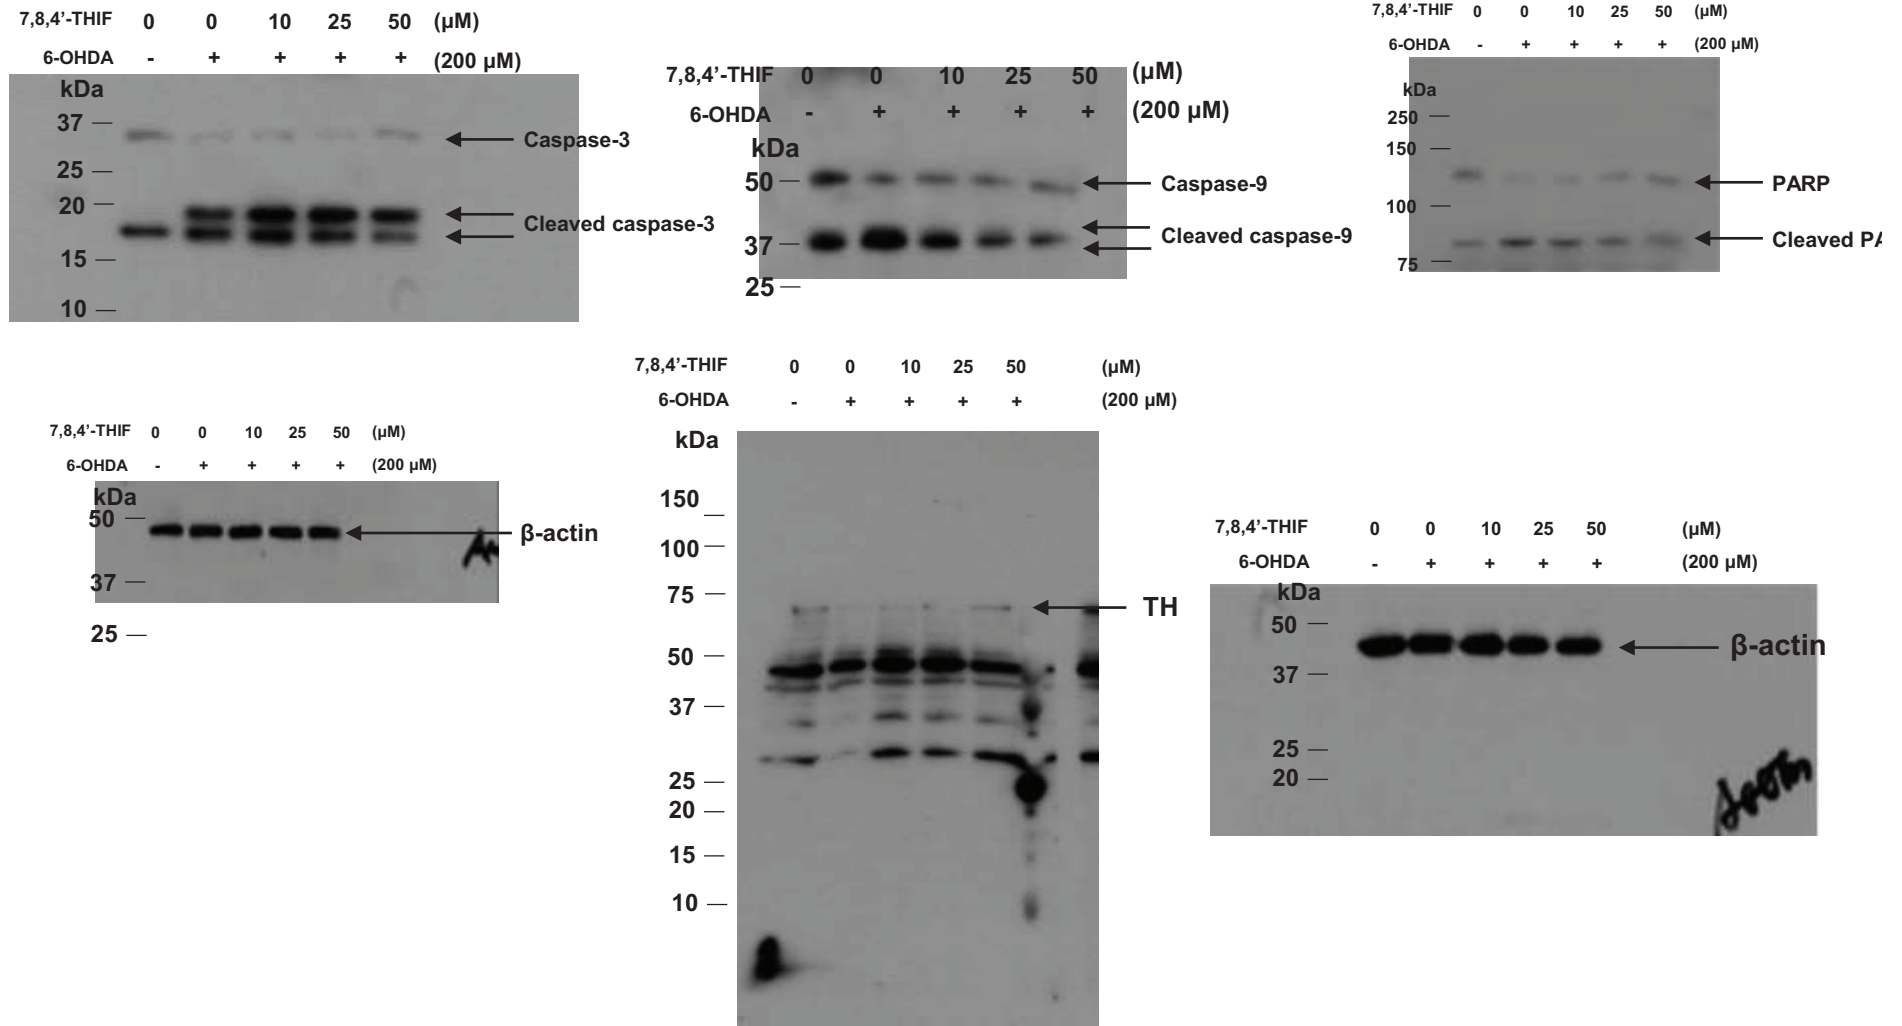 7,8,4’-THIF 0 0 10 25 50 (µM)
6-OHDA - + + + + (200 µM)
kDa
37
Caspase-3
25
20
Cleaved caspase-3
15
10
7,8,4’-THIF 0 0 10 25 50 (µM)
6-OHDA - + + + + (200 µM)
kDa
50
Caspase-9
Cleaved caspase-9
37
25
7,8,4’-THIF 0 0 10 25 50 (µM)
6-OHDA - + + + + (200 µM)
kDa
250
150
PARP
100
Cleaved PA
75
7,8,4’-THIF 0 0 10 25 50 (µM)
6-OHDA - + + + + (200 µM)
kDa
50
β-actin
37
25
7,8,4’-THIF 0 0 10 25 50 (µM)
6-OHDA - + + + + (200 µM)
kDa
150
100
75
TH
50
37
25
20
15
10
7,8,4’-THIF 0 0 10 25 50 (µM)
6-OHDA - + + + + (200 µM)
kDa
50
β-actin
37
25
20